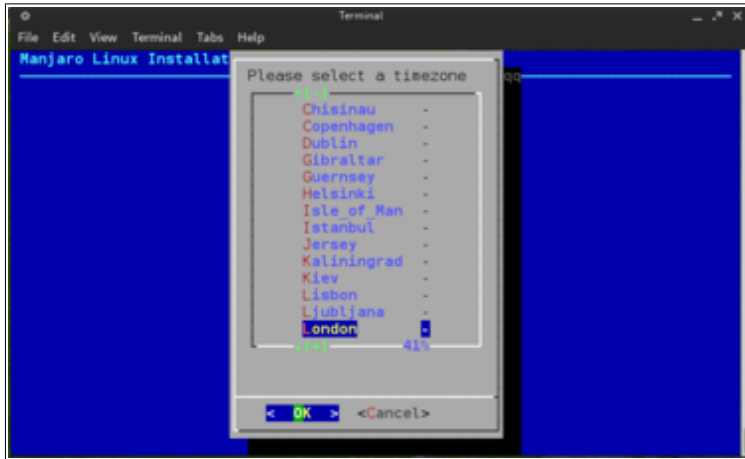 Terminal
File Edit View Terminal Tabs Help
Manjaro Linux Installat
qq
Please select a timezone
(-)
Chisinau -
Copenhagen -
Dublin -
Gibraltar -
Guernsey -
Helsinki -
Isle_of_Man -
Istanbul -
Jersey -
Kaliningrad -
Kiev -
Lisbon -
Ljubljana -
London -
(+) 41%
< OK > <Cancel>